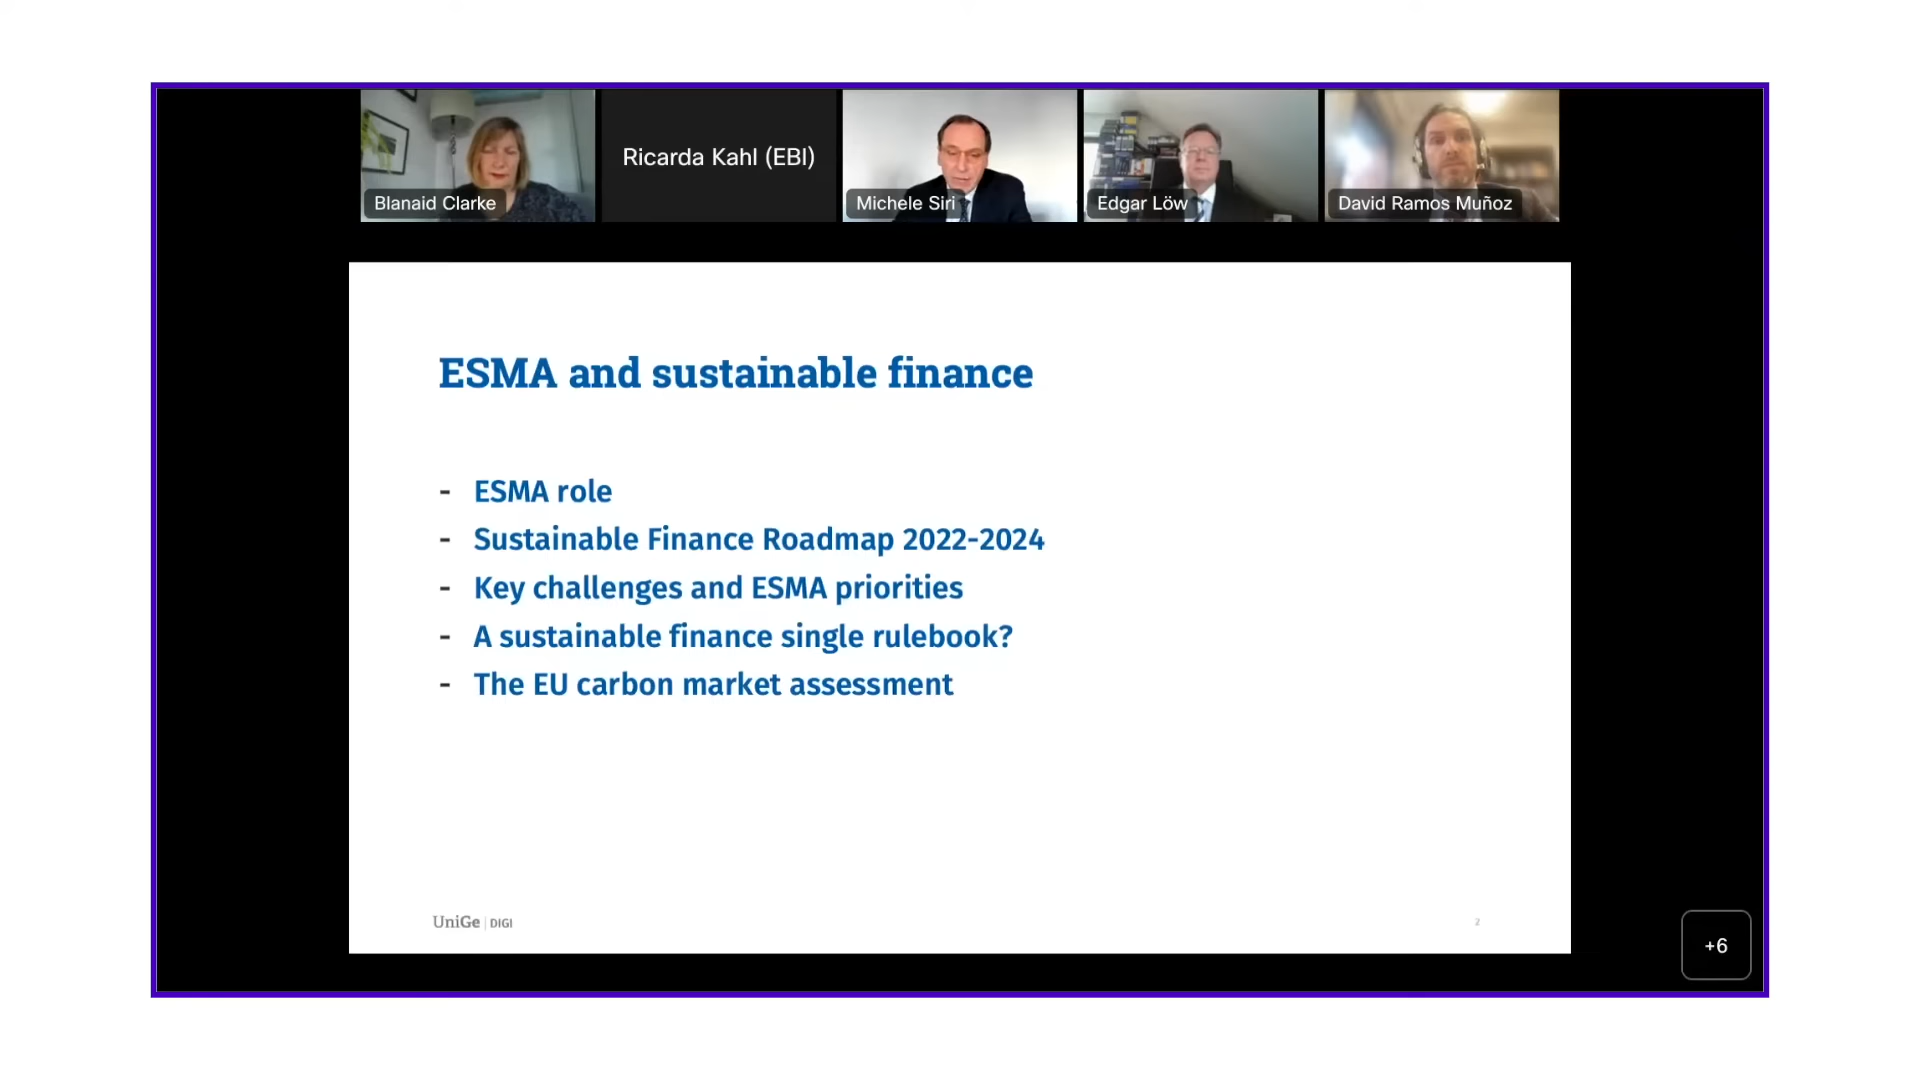 Blanaid Clarke
Ricarda Kahl (EBI)
Michele Siri
Edgar Löw
David Ramos Muñoz
ESMA and sustainable finance
- ESMA role
- Sustainable Finance Roadmap 2022-2024
- Key challenges and ESMA priorities
- A sustainable finance single rulebook?
- The EU carbon market assessment
UniGe | DIGI
2
+6